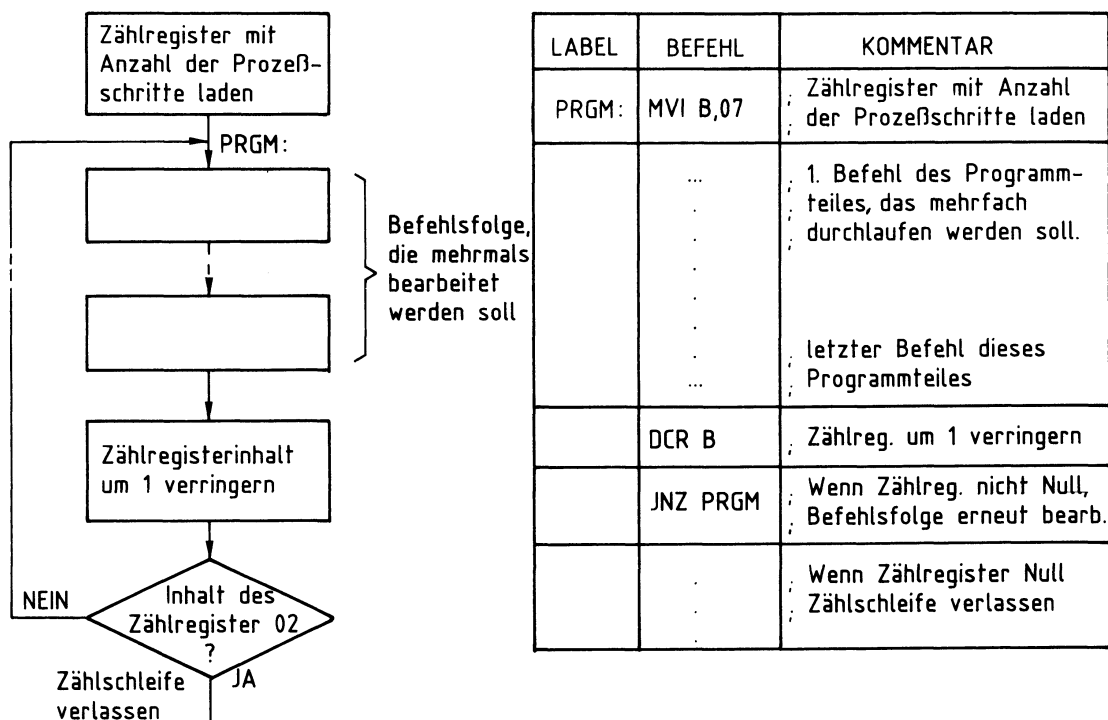 Zählregister mit
Anzahl der Prozeß-
schritte laden
PRGM:
Befehlsfolge,
die mehrmals
bearbeitet
werden soll
Zählregisterinhalt
um 1 verringern
NEIN
Inhalt des
Zählregister 02
?
JA
Zählschleife
verlassen
LABEL BEFEHL KOMMENTAR
PRGM: MVI B,07 ; Zählregister mit Anzahl
; der Prozeßschritte laden
... ; 1. Befehl des Programm-
. ; teiles, das mehrfach
. ; durchlaufen werden soll.
.
.
. ; letzter Befehl dieses
... ; Programmteiles
DCR B ; Zählreg. um 1 verringern
JNZ PRGM ; Wenn Zählreg. nicht Null,
; Befehlsfolge erneut bearb.
. ; Wenn Zählregister Null
. ; Zählschleife verlassen
. ;